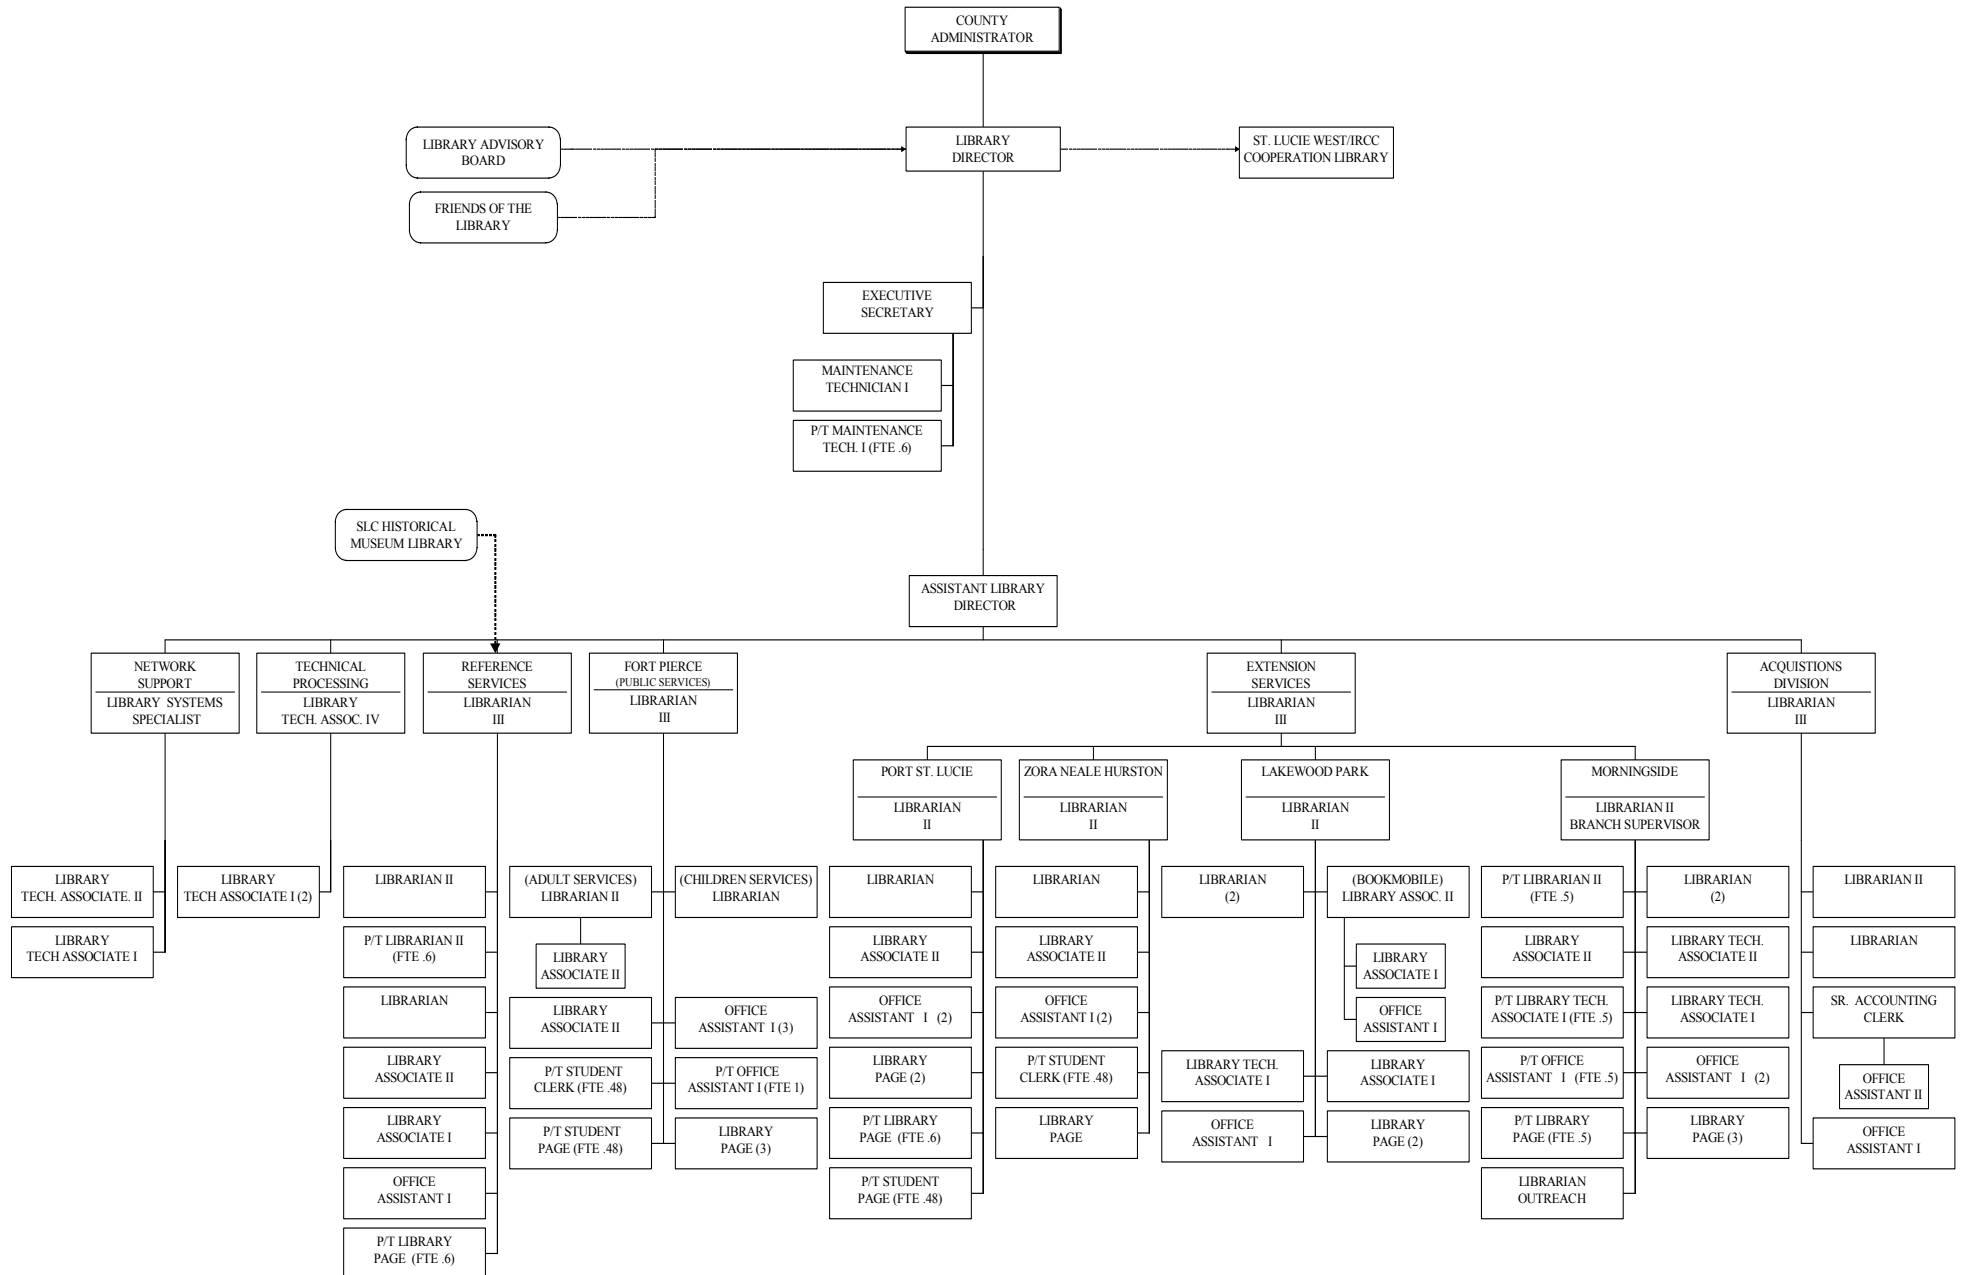 COUNTY
ADMINISTRATOR
LIBRARY ADVISORY
BOARD
LIBRARY
DIRECTOR
ST. LUCIE WEST/IRCC
COOPERATION LIBRARY
FRIENDS OF THE
LIBRARY
EXECUTIVE
SECRETARY
MAINTENANCE
TECHNICIAN I
P/T MAINTENANCE
TECH. I (FTE .6)
SLC HISTORICAL
MUSEUM LIBRARY
ASSISTANT LIBRARY
DIRECTOR
NETWORK
SUPPORT
LIBRARY SYSTEMS
SPECIALIST
TECHNICAL
PROCESSING
LIBRARY
TECH. ASSOC. IV
REFERENCE
SERVICES
LIBRARIAN
III
FORT PIERCE
(PUBLIC SERVICES)
LIBRARIAN
III
EXTENSION
SERVICES
LIBRARIAN
III
ACQUISTIONS
DIVISION
LIBRARIAN
III
PORT ST. LUCIE
LIBRARIAN
II
ZORA NEALE HURSTON
LIBRARIAN
II
LAKEWOOD PARK
LIBRARIAN
II
MORNINGSIDE
LIBRARIAN II
BRANCH SUPERVISOR
LIBRARY
TECH. ASSOCIATE. II
LIBRARY
TECH ASSOCIATE I
LIBRARY
TECH ASSOCIATE I (2)
LIBRARIAN II
P/T LIBRARIAN II
(FTE .6)
LIBRARIAN
LIBRARY
ASSOCIATE II
LIBRARY
ASSOCIATE I
OFFICE
ASSISTANT I
P/T LIBRARY
PAGE (FTE .6)
(ADULT SERVICES)
LIBRARIAN II
LIBRARY
ASSOCIATE II
LIBRARY
ASSOCIATE II
P/T STUDENT
CLERK (FTE .48)
P/T STUDENT
PAGE (FTE .48)
(CHILDREN SERVICES)
LIBRARIAN
OFFICE
ASSISTANT I (3)
P/T OFFICE
ASSISTANT I (FTE 1)
LIBRARY
PAGE (3)
LIBRARIAN
LIBRARY
ASSOCIATE II
OFFICE
ASSISTANT I (2)
LIBRARY
PAGE (2)
P/T LIBRARY
PAGE (FTE .6)
P/T STUDENT
PAGE (FTE .48)
LIBRARIAN
LIBRARY
ASSOCIATE II
OFFICE
ASSISTANT I (2)
P/T STUDENT
CLERK (FTE .48)
LIBRARY
PAGE
LIBRARIAN
(2)
LIBRARY TECH.
ASSOCIATE I
OFFICE
ASSISTANT I
(BOOKMOBILE)
LIBRARY ASSOC. II
LIBRARY
ASSOCIATE I
OFFICE
ASSISTANT I
LIBRARY
ASSOCIATE I
LIBRARY
PAGE (2)
P/T LIBRARIAN II
(FTE .5)
LIBRARY
ASSOCIATE II
P/T LIBRARY TECH.
ASSOCIATE I (FTE .5)
P/T OFFICE
ASSISTANT I (FTE .5)
P/T LIBRARY
PAGE (FTE .5)
LIBRARIAN
OUTREACH
LIBRARIAN
(2)
LIBRARY TECH.
ASSOCIATE II
LIBRARY TECH.
ASSOCIATE I
OFFICE
ASSISTANT I (2)
LIBRARY
PAGE (3)
LIBRARIAN II
LIBRARIAN
SR. ACCOUNTING
CLERK
OFFICE
ASSISTANT II
OFFICE
ASSISTANT I